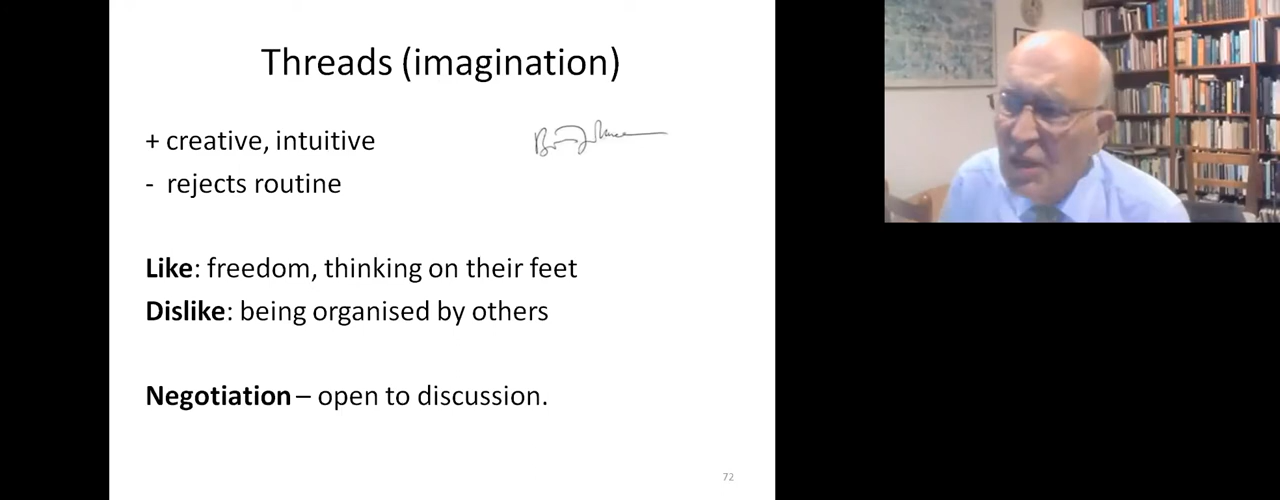 Threads (imagination)
+ creative, intuitive
- rejects routine
Like: freedom, thinking on their feet
Dislike: being organised by others
Negotiation – open to discussion.
72